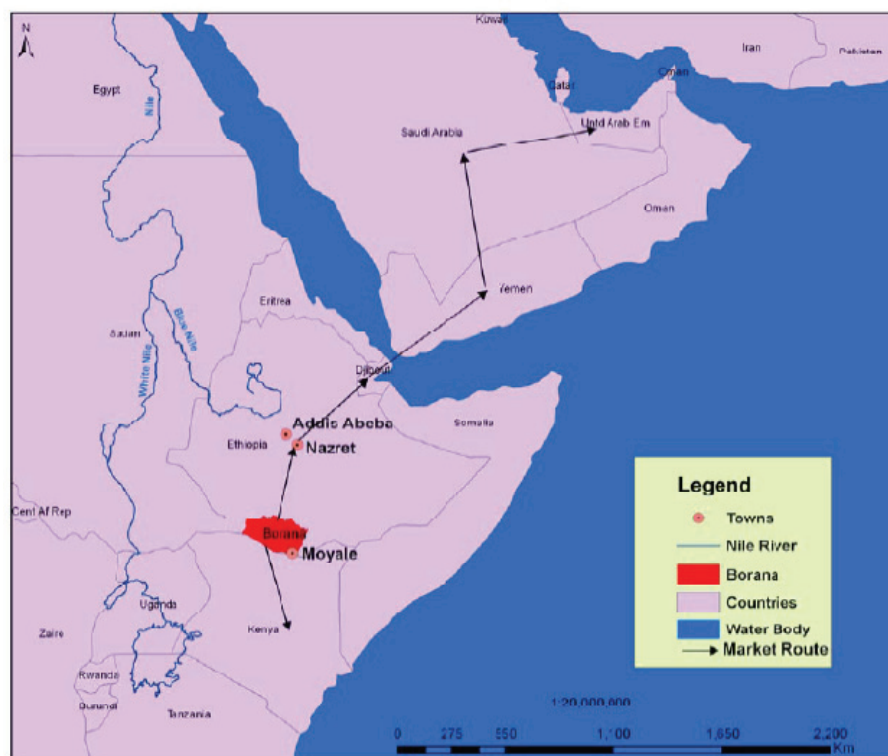 N
Kuwait
Iran
Pakistan
Egypt
Nile
Qatar
Oman
Untd Arab Em
Saudi Arabia
Oman
Yemen
Eritrea
Sudan
Blue Nile
White Nile
Djibouti
Addis Abeba
Ethiopia
Nazret
Somalia
Cent Af Rep
Borana
Moyale
Uganda
Zaire
Kenya
Rwanda
Burundi
Tanzania
Legend
Towns
Nile River
Borana
Countries
Water Body
Market Route
1:20,000,000
0 275 550 1,100 1,650 2,200
Km